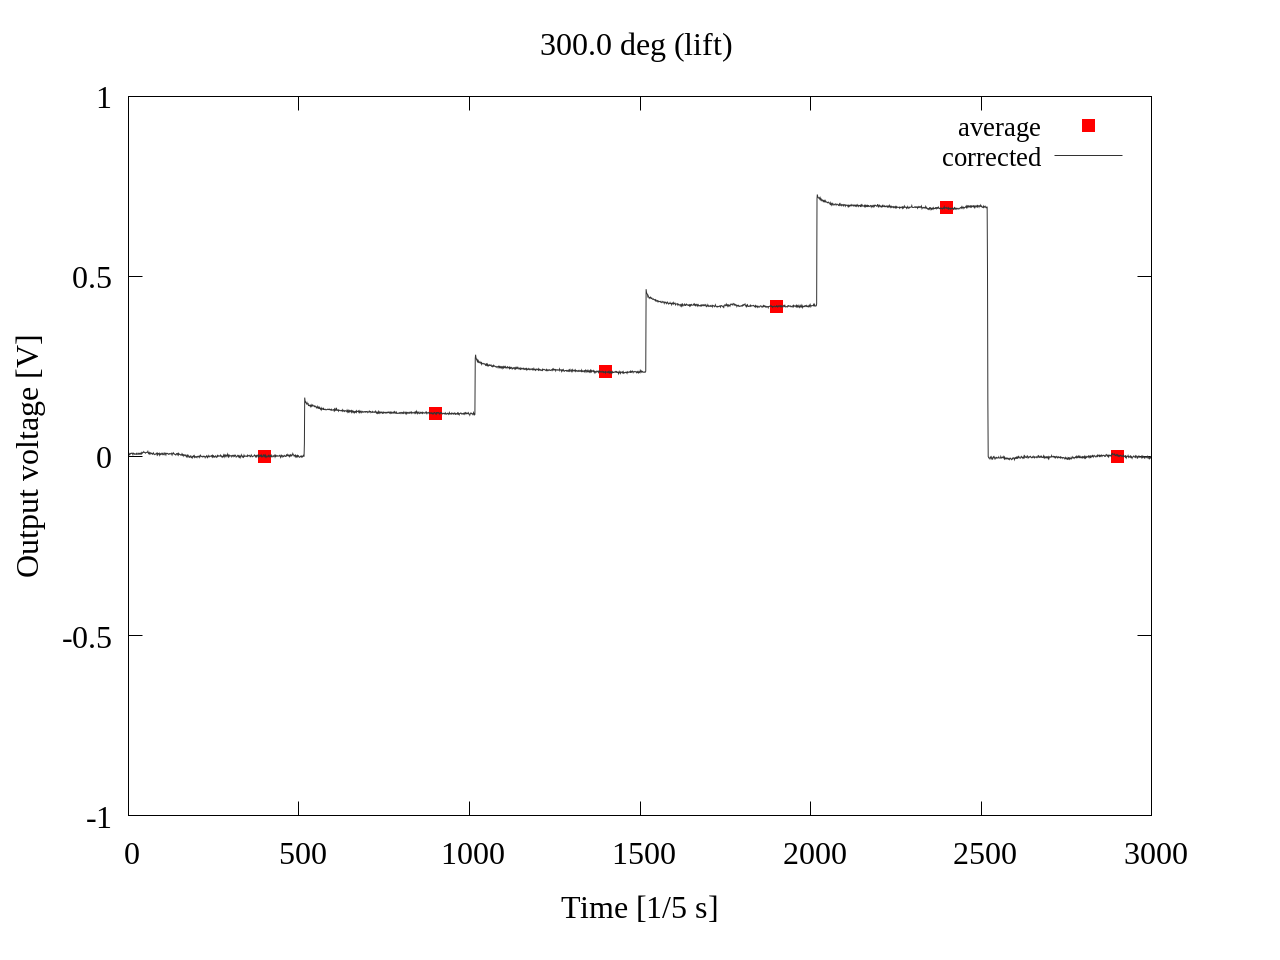 300.0 deg (lift)
average
corrected
1
0.5
0
-0.5
-1
Output voltage [V]
0 500 1000 1500 2000 2500 3000
Time [1/5 s]